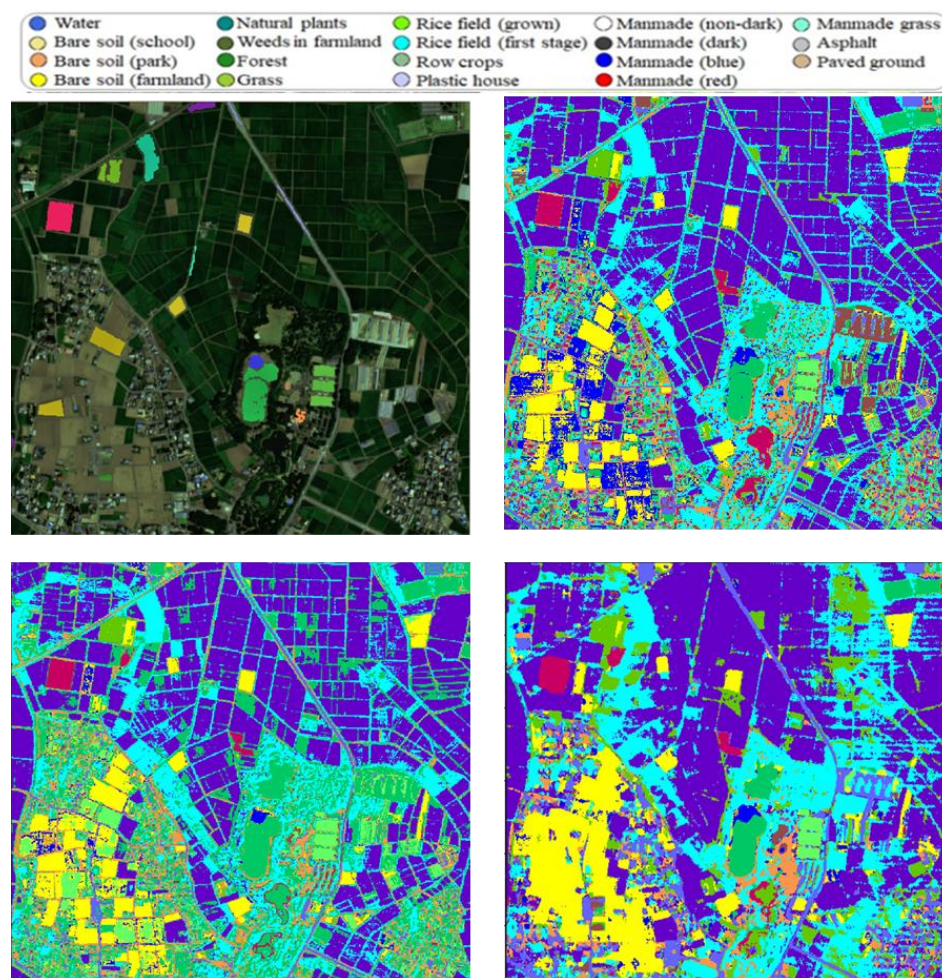 Water Natural plants Rice field (grown) Manmade (non-dark) Manmade grass
Bare soil (school) Weeds in farmland Rice field (first stage) Manmade (dark) Asphalt
Bare soil (park) Forest Row crops Manmade (blue) Paved ground
Bare soil (farmland) Grass Plastic house Manmade (red)